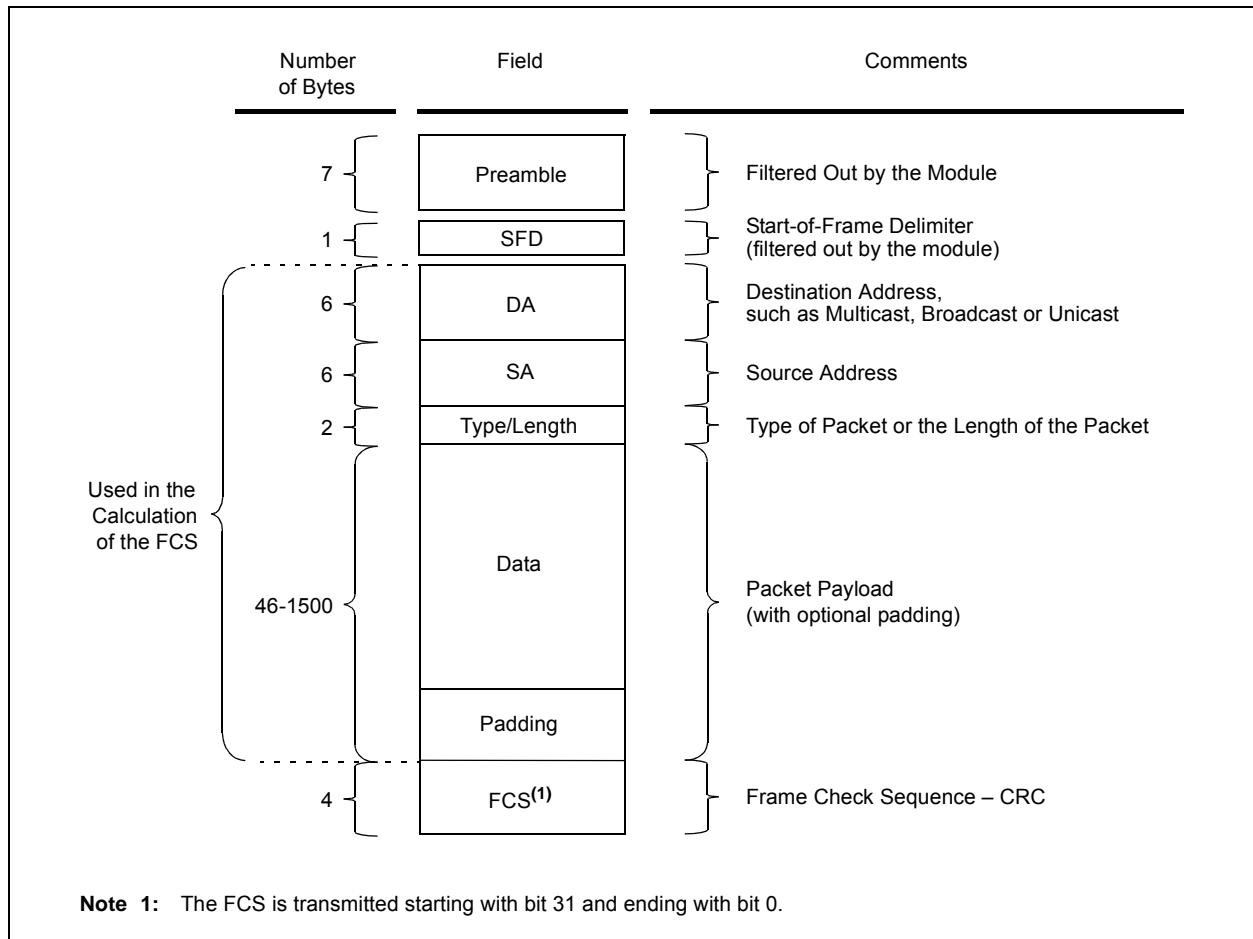 Number
of Bytes
Field
Comments
7
Preamble
Filtered Out by the Module
1
SFD
Start-of-Frame Delimiter
(filtered out by the module)
6
DA
Destination Address,
such as Multicast, Broadcast or Unicast
6
SA
Source Address
2
Type/Length
Type of Packet or the Length of the Packet
Used in the
Calculation
of the FCS
46-1500
Data
Packet Payload
(with optional padding)
Padding
4
FCS(1)
Frame Check Sequence – CRC
Note 1: The FCS is transmitted starting with bit 31 and ending with bit 0.